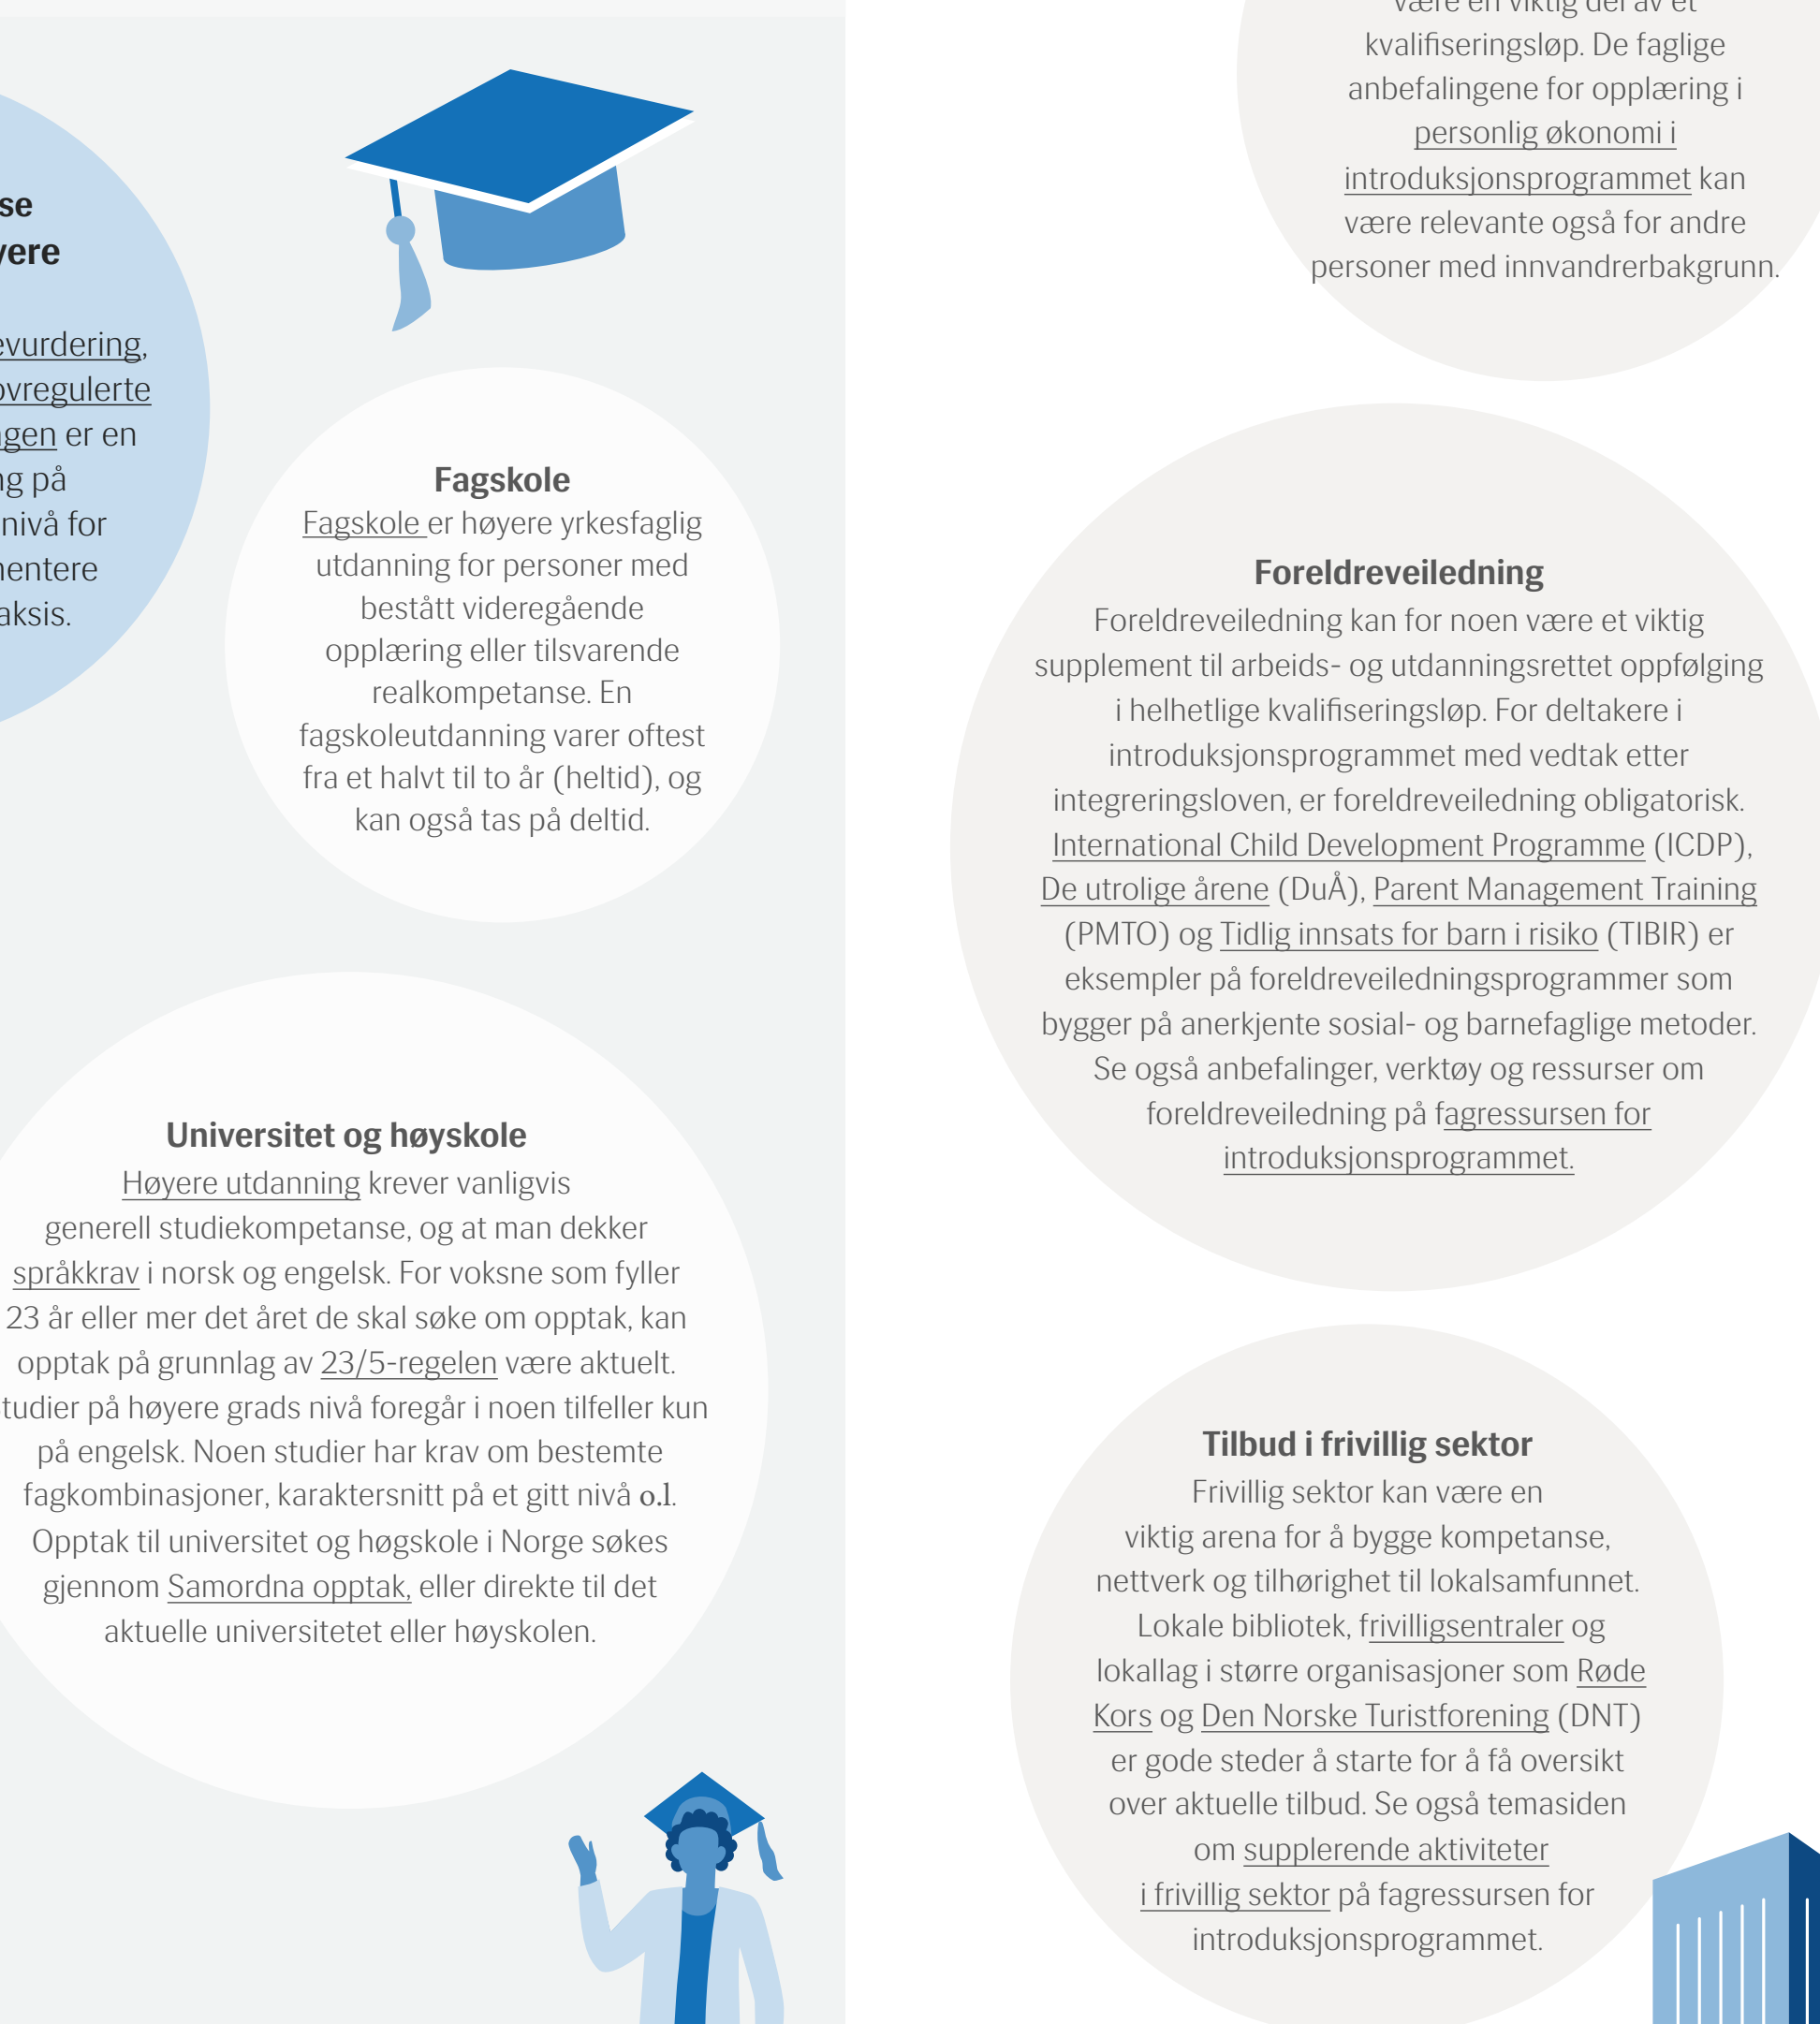 se
vere
evurdering,
ovregulerte
ngen er en
ng på
nivå for
mentere
aksis.
Fagskole
Fagskole er høyere yrkesfaglig
utdanning for personer med
bestått videregående
opplæring eller tilsvarende
realkompetanse. En
fagskoleutdanning varer oftest
fra et halvt til to år (heltid), og
kan også tas på deltid.
Universitet og høyskole
Høyere utdanning krever vanligvis
generell studiekompetanse, og at man dekker
språkkrav i norsk og engelsk. For voksne som fyller
23 år eller mer det året de skal søke om opptak, kan
opptak på grunnlag av 23/5-regelen være aktuelt.
tudier på høyere grads nivå foregår i noen tilfeller kun
på engelsk. Noen studier har krav om bestemte
fagkombinasjoner, karaktersnitt på et gitt nivå o.l.
Opptak til universitet og høgskole i Norge søkes
gjennom Samordna opptak, eller direkte til det
aktuelle universitetet eller høyskolen.
være en viktig del av et
kvalifiseringsløp. De faglige
anbefalingene for opplæring i
personlig økonomi i
introduksjonsprogrammet kan
være relevante også for andre
personer med innvandrerbakgrunn.
Foreldreveiledning
Foreldreveiledning kan for noen være et viktig
supplement til arbeids- og utdanningsrettet oppfølging
i helhetlige kvalifiseringsløp. For deltakere i
introduksjonsprogrammet med vedtak etter
integreringsloven, er foreldreveiledning obligatorisk.
International Child Development Programme (ICDP),
De utrolige årene (DuÅ), Parent Management Training
(PMTO) og Tidlig innsats for barn i risiko (TIBIR) er
eksempler på foreldreveiledningsprogrammer som
bygger på anerkjente sosial- og barnefaglige metoder.
Se også anbefalinger, verktøy og ressurser om
foreldreveiledning på fagressursen for
introduksjonsprogrammet.
Tilbud i frivillig sektor
Frivillig sektor kan være en
viktig arena for å bygge kompetanse,
nettverk og tilhørighet til lokalsamfunnet.
Lokale bibliotek, frivilligsentraler og
lokallag i større organisasjoner som Røde
Kors og Den Norske Turistforening (DNT)
er gode steder å starte for å få oversikt
over aktuelle tilbud. Se også temasiden
om supplerende aktiviteter
i frivillig sektor på fagressursen for
introduksjonsprogrammet.